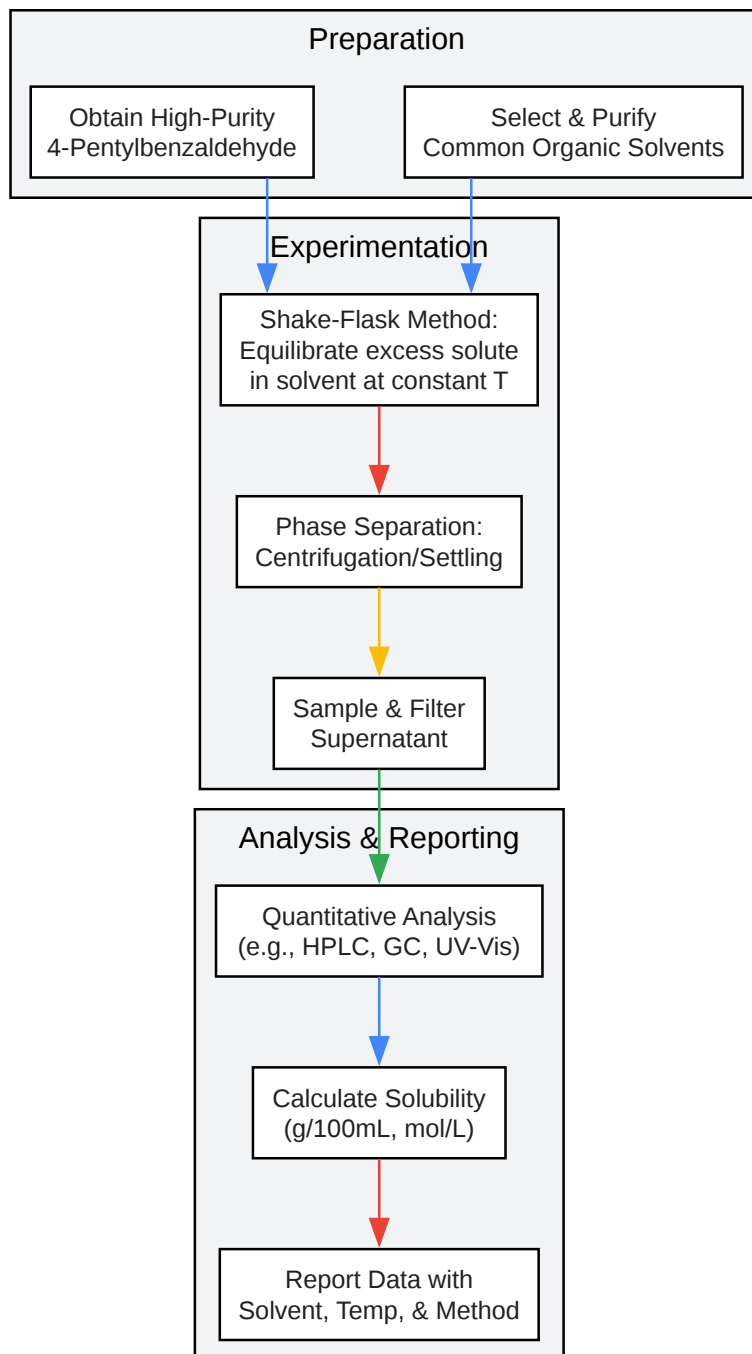 Preparation
Obtain High-Purity
4-Pentylbenzaldehyde
Select & Purify
Common Organic Solvents
Experimentation
Shake-Flask Method:
Equilibrate excess solute
in solvent at constant T
Phase Separation:
Centrifugation/Settling
Sample & Filter
Supernatant
Analysis & Reporting
Quantitative Analysis
(e.g., HPLC, GC, UV-Vis)
Calculate Solubility
(g/100mL, mol/L)
Report Data with
Solvent, Temp, & Method